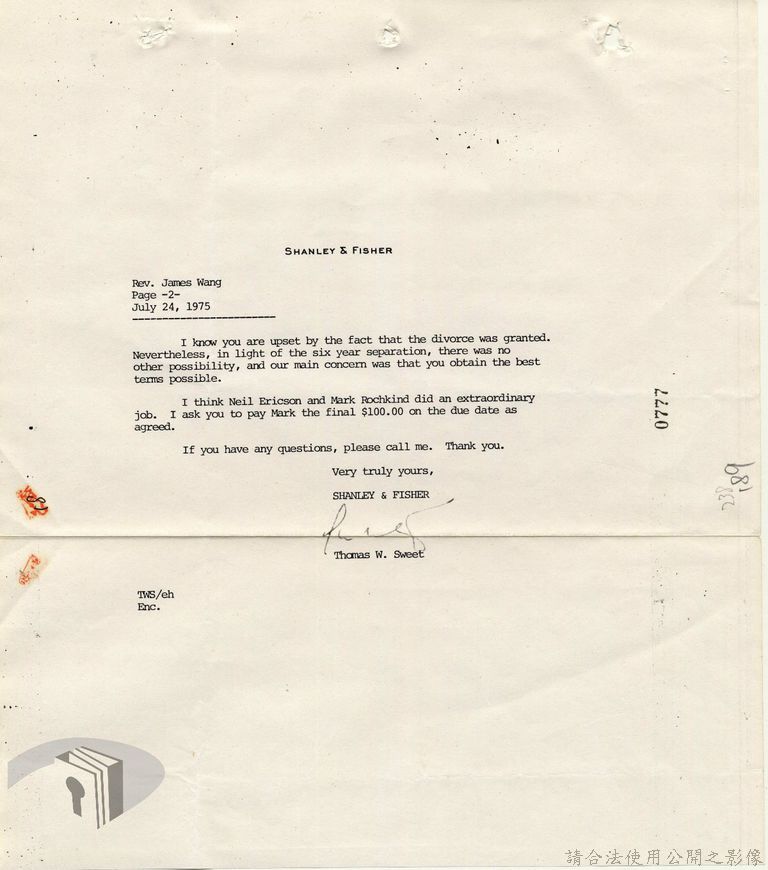 SHANLEY & FISHER
Rev. James Wang
Page -2-
July 24, 1975
I know you are upset by the fact that the divorce was granted.
Nevertheless, in light of the six year separation, there was no
other possibility, and our main concern was that you obtain the best
terms possible.
I think Neil Ericson and Mark Rochkind did an extraordinary
job. I ask you to pay Mark the final $100.00 on the due date as
agreed.
If you have any questions, please call me. Thank you.
Very truly yours,
SHANLEY & FISHER
Thomas W. Sweet
TWS/eh
Enc.
0777
189
238
請合法使用公開之影像